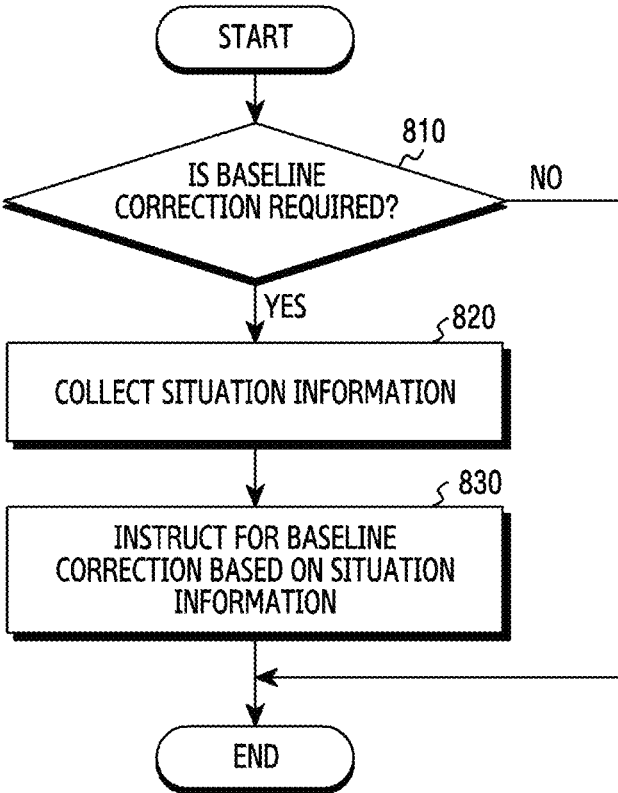 START
810
IS BASELINE
CORRECTION REQUIRED?
NO
YES
820
COLLECT SITUATION INFORMATION
830
INSTRUCT FOR BASELINE
CORRECTION BASED ON SITUATION
INFORMATION
END